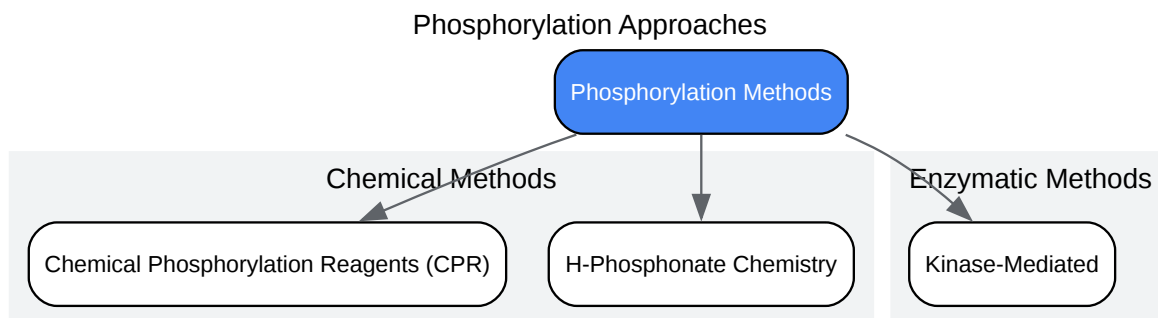 Phosphorylation Approaches
Phosphorylation Methods
Chemical Methods
Enzymatic Methods
Chemical Phosphorylation Reagents (CPR)
H-Phosphonate Chemistry
Kinase-Mediated